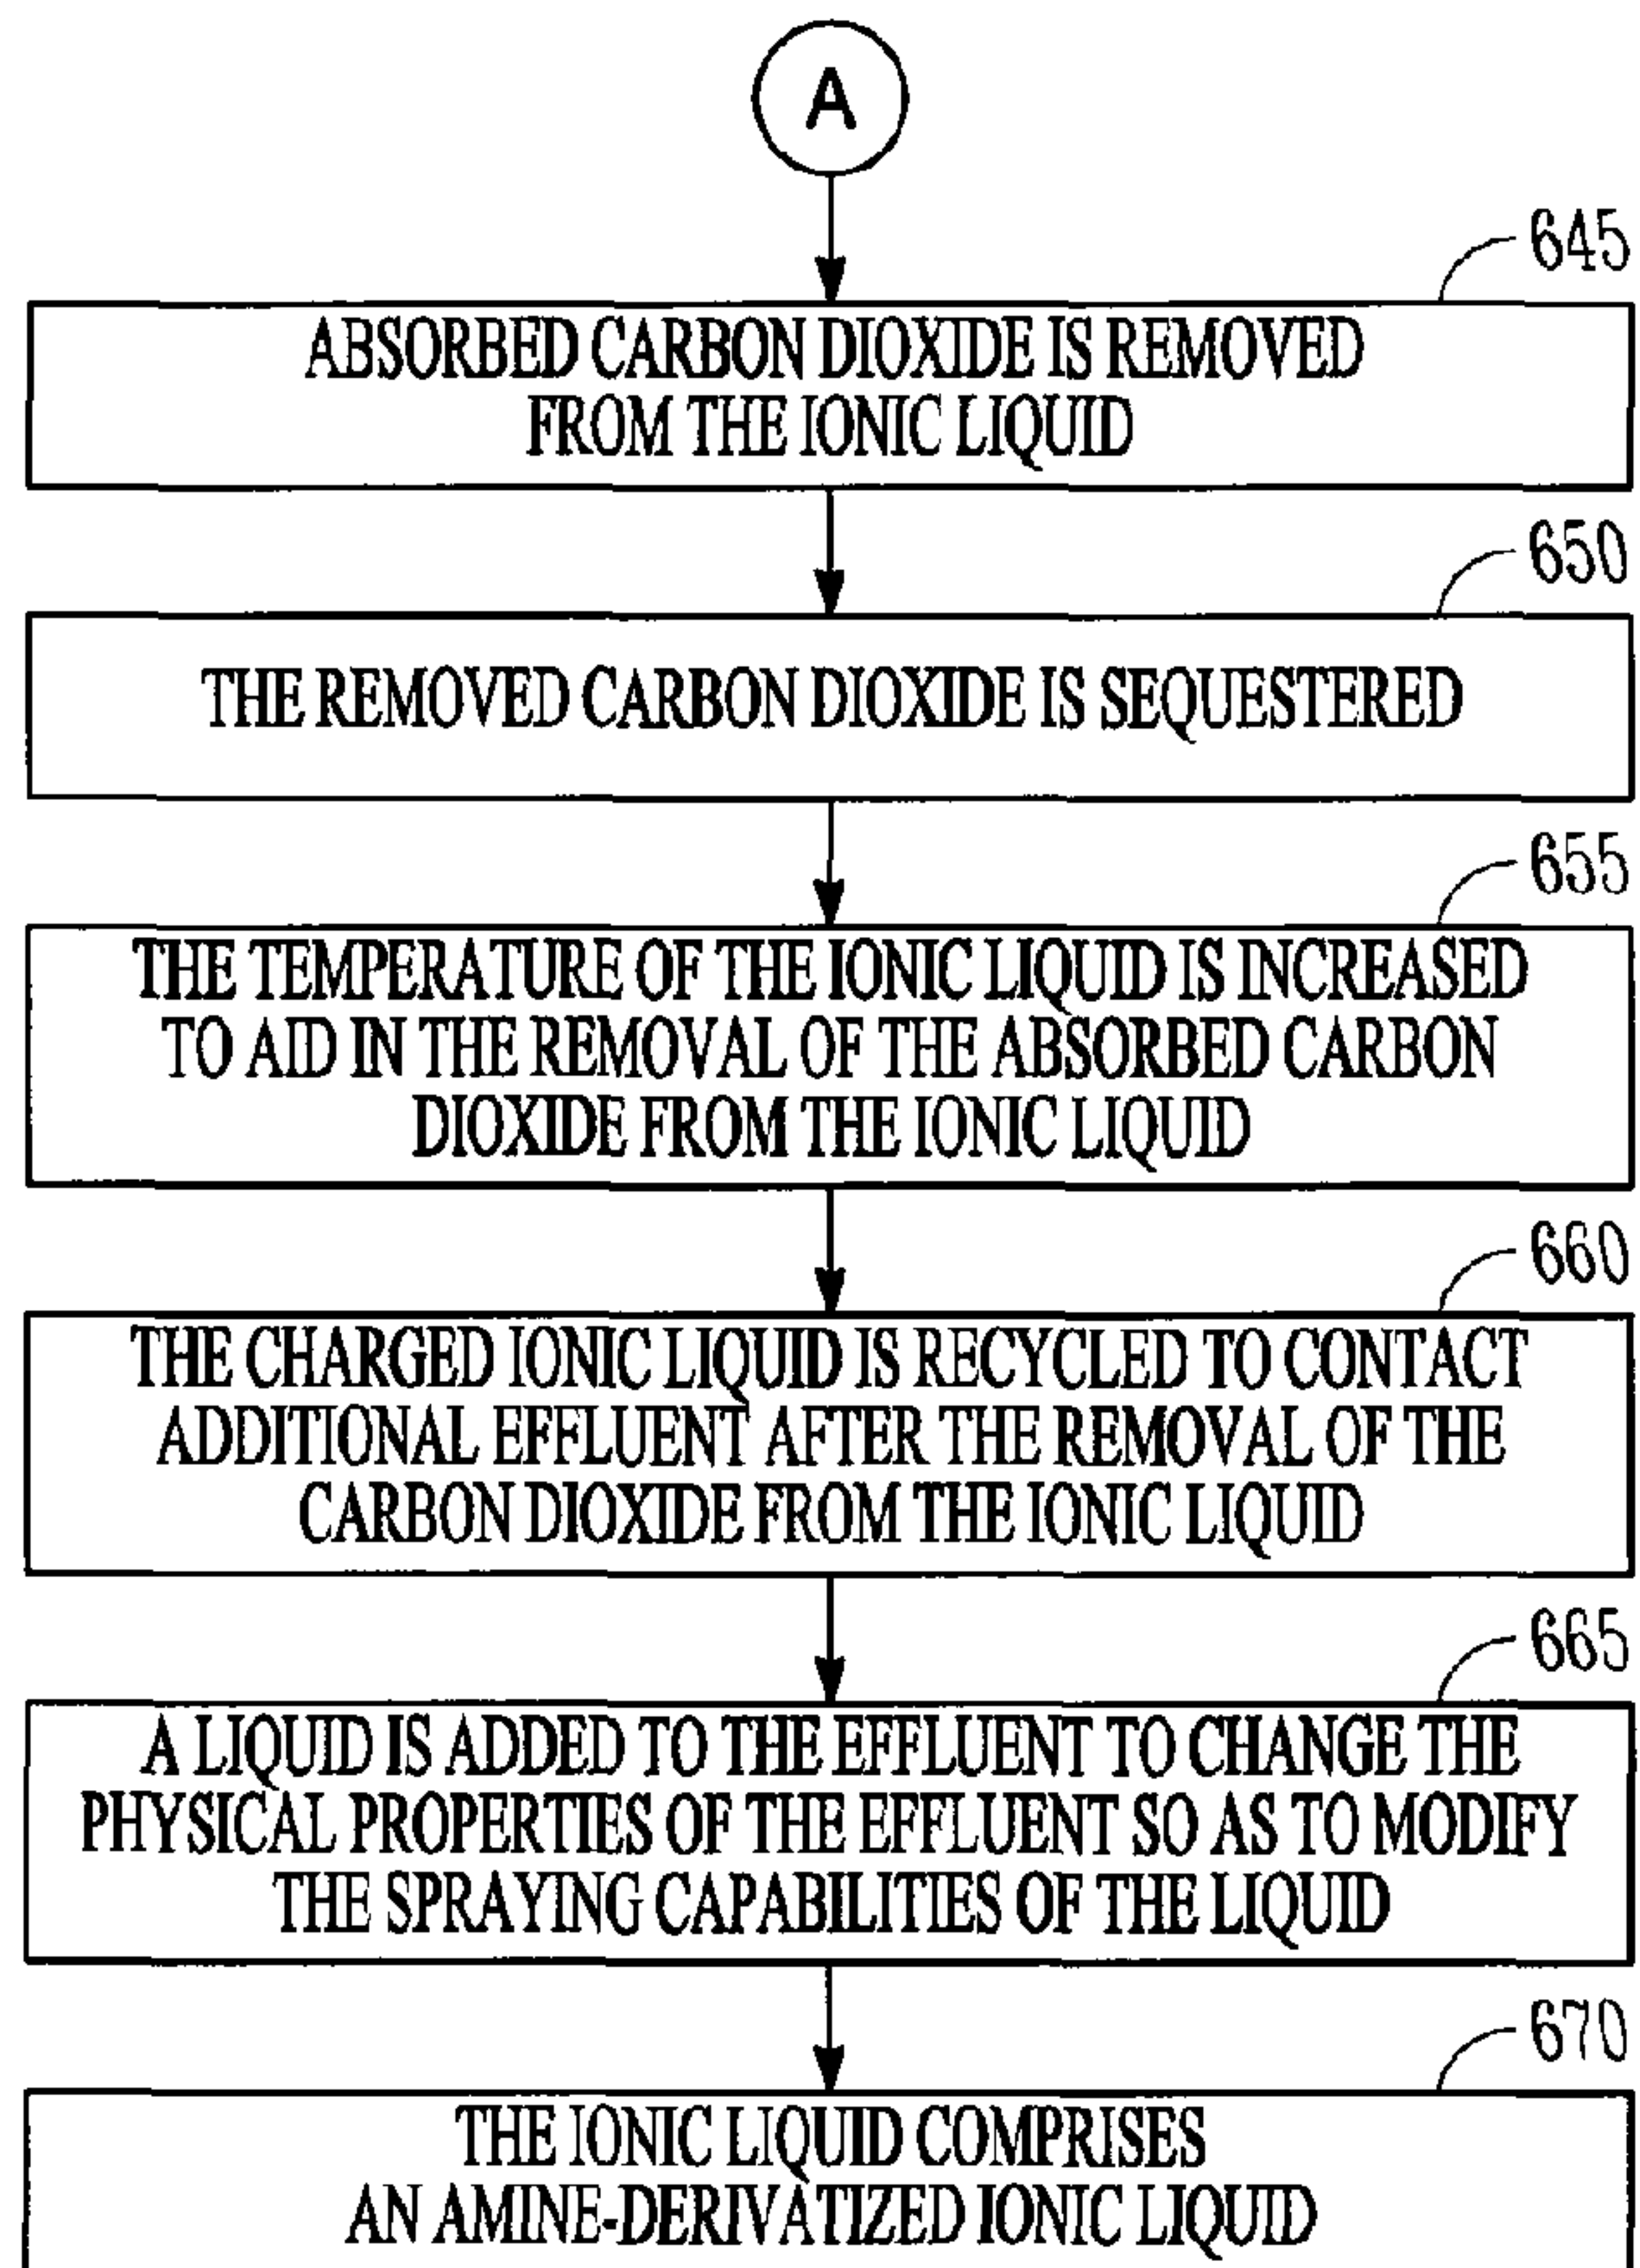 A
645
ABSORBED CARBON DIOXIDE IS REMOVED
FROM THE IONIC LIQUID
650
THE REMOVED CARBON DIOXIDE IS SEQUESTERED
655
THE TEMPERATURE OF THE IONIC LIQUID IS INCREASED
TO AID IN THE REMOVAL OF THE ABSORBED CARBON
DIOXIDE FROM THE IONIC LIQUID
660
THE CHARGED IONIC LIQUID IS RECYCLED TO CONTACT
ADDITIONAL EFFLUENT AFTER THE REMOVAL OF THE
CARBON DIOXIDE FROM THE IONIC LIQUID
665
A LIQUID IS ADDED TO THE EFFLUENT TO CHANGE THE
PHYSICAL PROPERTIES OF THE EFFLUENT SO AS TO MODIFY
THE SPRAYING CAPABILITIES OF THE LIQUID
670
THE IONIC LIQUID COMPRISES
AN AMINE-DERIVATIZED IONIC LIQUID